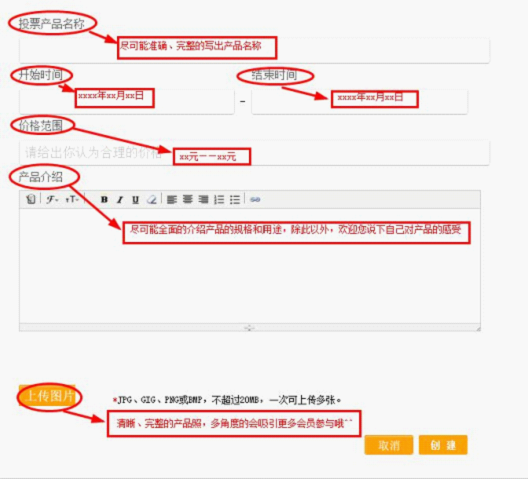 投票产品名称
尽可能准确、完整的写出产品名称
开始时间
结束时间
xxxx年xx月xx日
-
xxxx年xx月xx日
价格范围
请给出你认为合理的价格
xx元——xx元
产品介绍
B I U
尽可能全面的介绍产品的规格和用途，除此以外，欢迎您说下自己对产品的感受
上传图片
*JPG、GIG、PNG或BMP，不超过20MB，一次可上传多张。
清晰、完整的产品照，多角度的会吸引更多会员参与哦^^
取消
创建